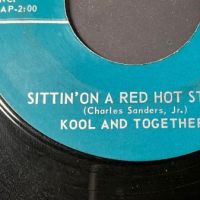 AP-2:00
SITTIN'ON A RED HOT ST
(Charles Sanders, Jr.)
KOOL AND TOGETHER